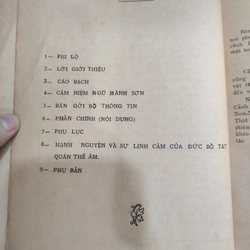 1— PHI LỘ
2— LỜI GIỚI THIỆU
3— CÁO BẠCH
4— CẢM NIỆM NGŨ HÀNH SƠN
5— BẢN GỞI BỘ THÔNG TIN
6— PHẦN CHÍNH (NỘI DUNG)
7— PHỤ LỤC
8— HẠNH NGUYỆN VÀ SỰ LINH CẢM CỦA ĐỨC BỒ TÁT
QUÁN THẾ ÂM.
9— PHỤ BẢN